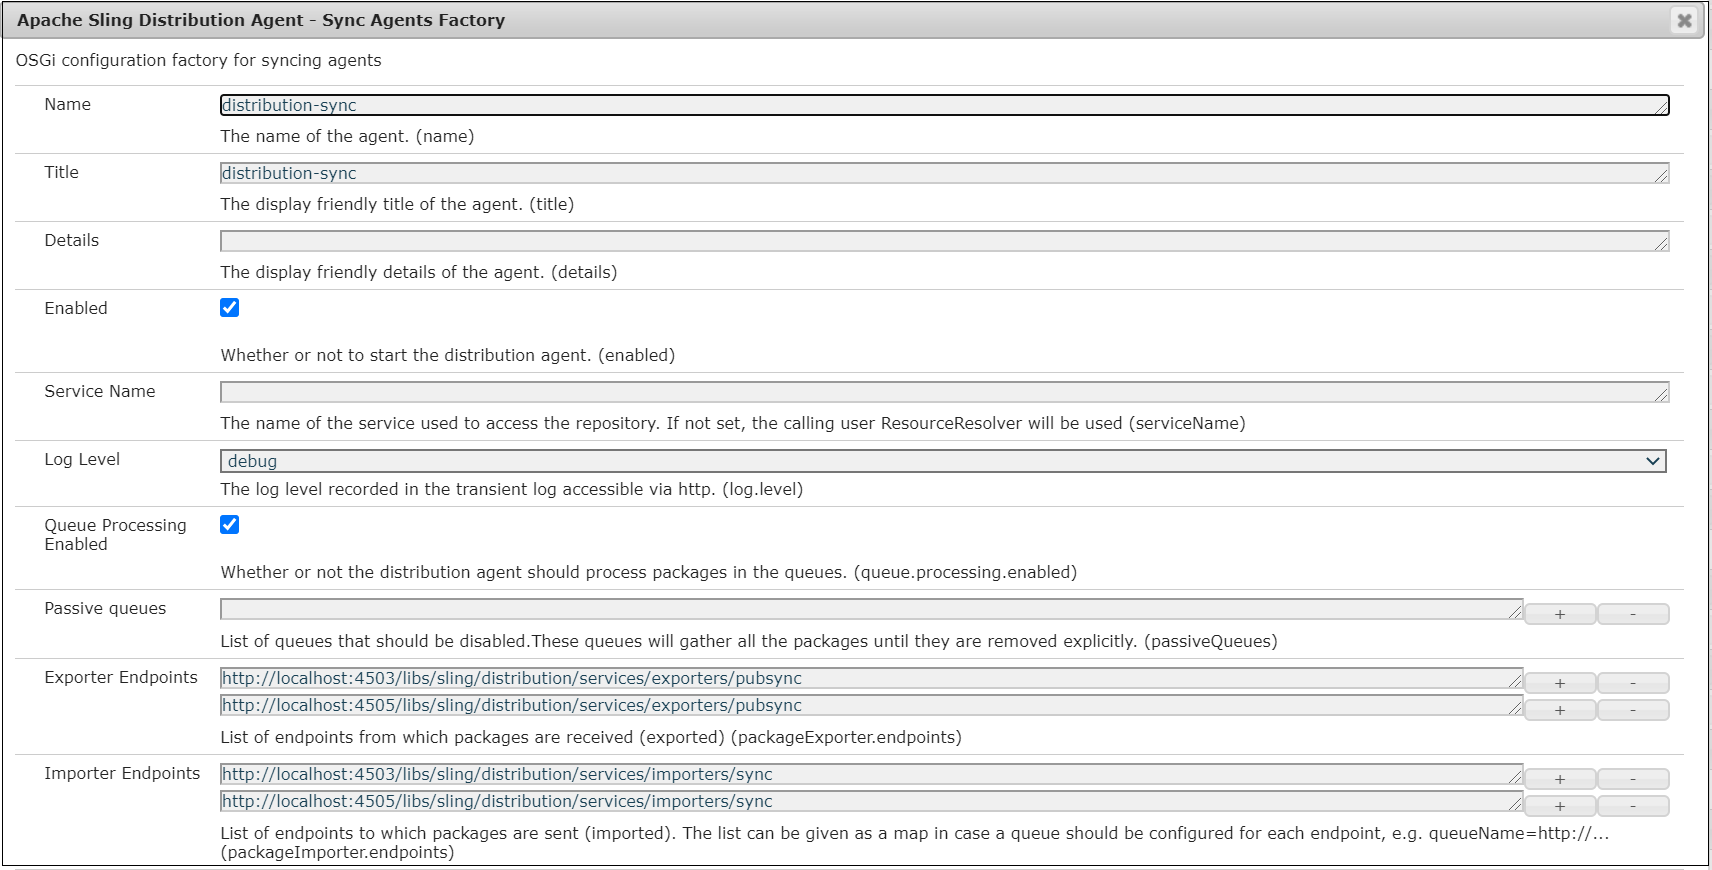 Apache Sling Distribution Agent - Sync Agents Factory
OSGi configuration factory for syncing agents
Name
distribution-sync
The name of the agent. (name)
Title
distribution-sync
The display friendly title of the agent. (title)
Details
The display friendly details of the agent. (details)
Enabled
Whether or not to start the distribution agent. (enabled)
Service Name
The name of the service used to access the repository. If not set, the calling user ResourceResolver will be used (serviceName)
Log Level
debug
The log level recorded in the transient log accessible via http. (log.level)
Queue Processing
Enabled
Whether or not the distribution agent should process packages in the queues. (queue.processing.enabled)
Passive queues
+ -
List of queues that should be disabled.These queues will gather all the packages until they are removed explicitly. (passiveQueues)
Exporter Endpoints
http://localhost:4503/libs/sling/distribution/services/exporters/pubsync + -
http://localhost:4505/libs/sling/distribution/services/exporters/pubsync + -
List of endpoints from which packages are received (exported) (packageExporter.endpoints)
Importer Endpoints
http://localhost:4503/libs/sling/distribution/services/importers/sync + -
http://localhost:4505/libs/sling/distribution/services/importers/sync + -
List of endpoints to which packages are sent (imported). The list can be given as a map in case a queue should be configured for each endpoint, e.g. queueName=http://...
(packageImporter.endpoints)